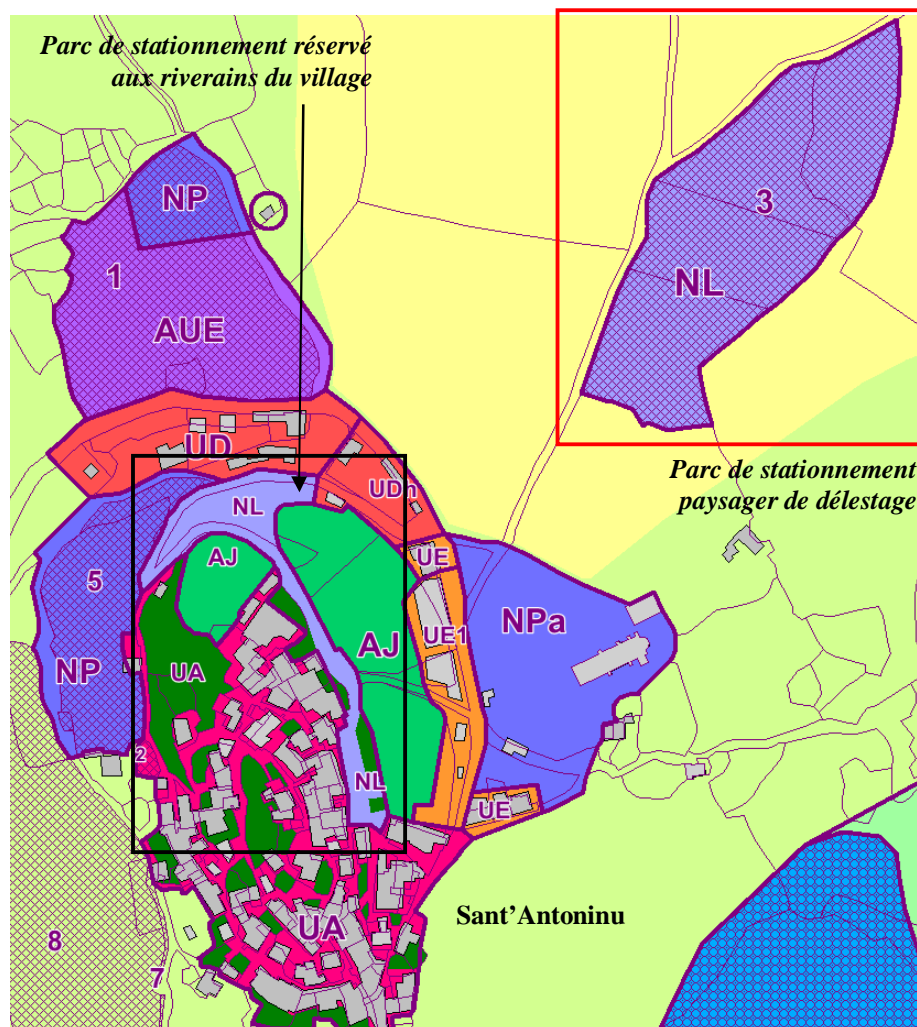 Parc de stationnement réservé
aux riverains du village
NP
1
AUE
3
NL
UD
UDh
Parc de stationnement
paysager de délestage
NL
AJ
UE
5
UE1
NPa
AJ
UA
NP
2
NL
UE
Sant’Antoninu
UA
8
7